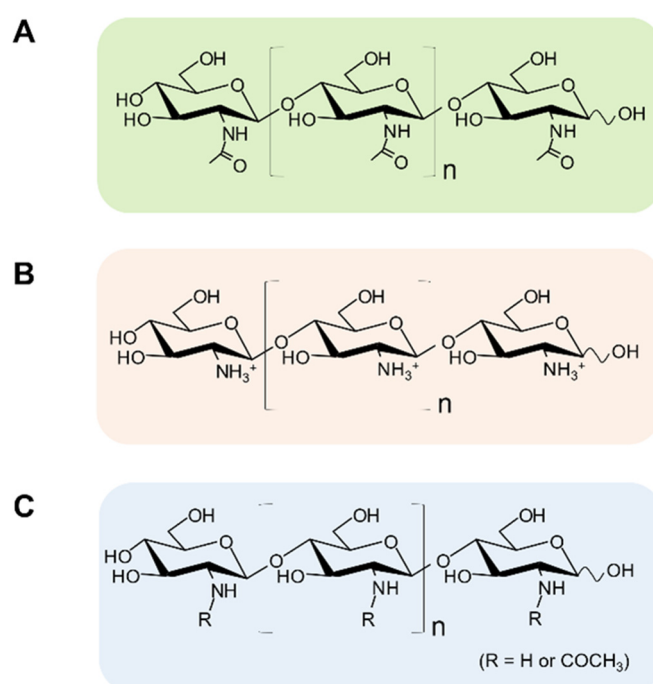 A
OH OH OH
O O O
HO O O OH
HO NH HO NH HO NH
O O O
n
B
OH OH OH
O O O
HO O O OH
HO NH₃⁺ HO NH₃⁺ HO NH₃⁺
n
C
OH OH OH
O O O
HO O O OH
HO NH HO NH HO NH
R R R
n
(R = H or COCH₃)